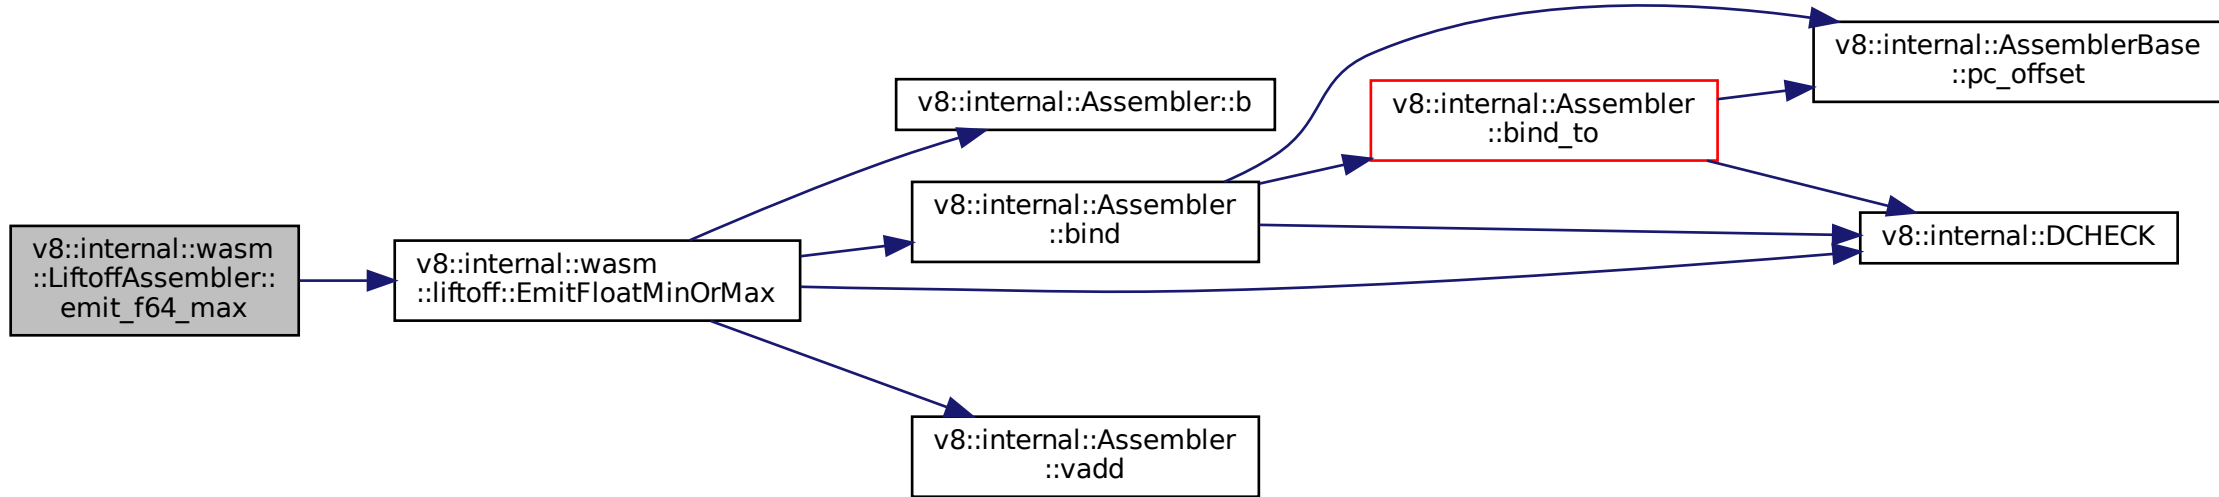 v8::internal::wasm
::LiftoffAssembler::
emit_f64_max
v8::internal::wasm
::liftoff::EmitFloatMinOrMax
v8::internal::Assembler::b
v8::internal::Assembler
::bind
v8::internal::Assembler
::vadd
v8::internal::Assembler
::bind_to
v8::internal::AssemblerBase
::pc_offset
v8::internal::DCHECK